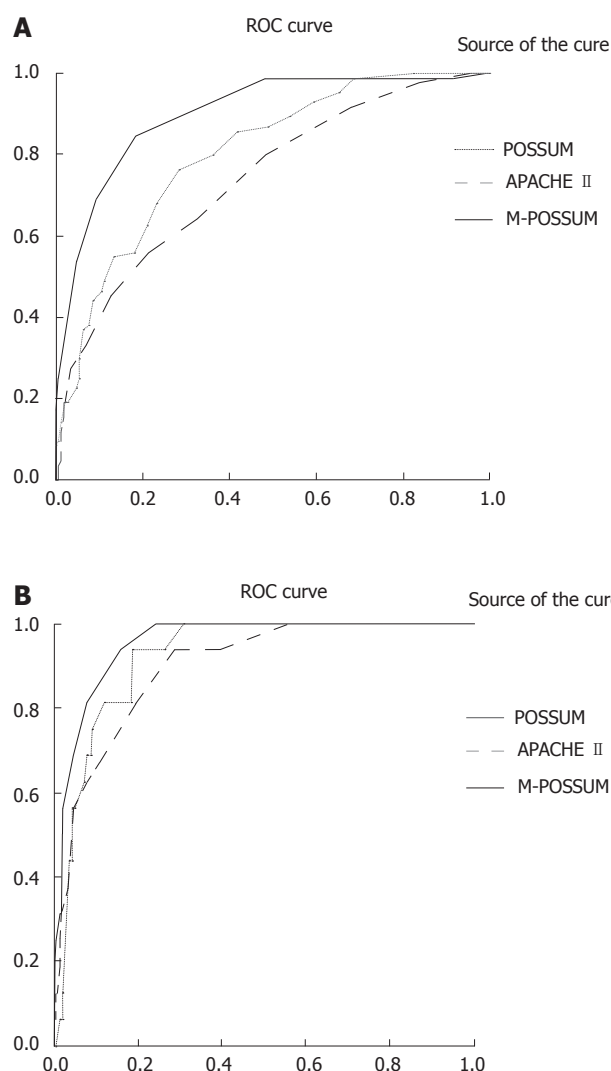 A
ROC curve
Source of the cure
1.0
0.8
0.6
0.4
0.2
0.0
0.0 0.2 0.4 0.6 0.8 1.0
POSSUM
APACHE Ⅱ
M-POSSUM
B
ROC curve
Source of the cur
1.0
0.8
0.6
0.4
0.2
0.0
0.0 0.2 0.4 0.6 0.8 1.0
POSSUM
APACHE Ⅱ
M-POSSUM